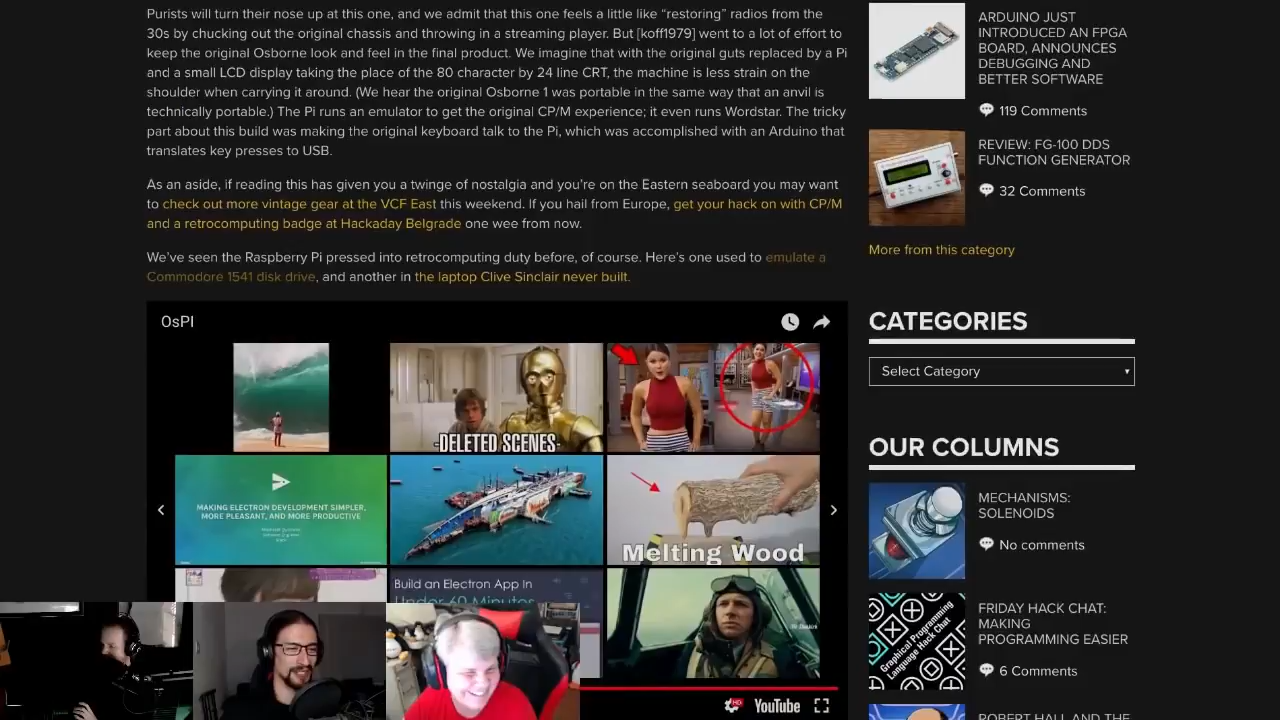 Purists will turn their nose up at this one, and we admit that this one feels a little like “restoring” radios from the
30s by chucking out the original chassis and throwing in a streaming player. But [koff1979] went to a lot of effort to
keep the original Osborne look and feel in the final product. We imagine that with the original guts replaced by a Pi
and a small LCD display taking the place of the 80 character by 24 line CRT, the machine is less strain on the
shoulder when carrying it around. (We hear the original Osborne 1 was portable in the same way that an anvil is
technically portable.) The Pi runs an emulator to get the original CP/M experience; it even runs Wordstar. The tricky
part about this build was making the original keyboard talk to the Pi, which was accomplished with an Arduino that
translates key presses to USB.
As an aside, if reading this has given you a twinge of nostalgia and you’re on the Eastern seaboard you may want
to check out more vintage gear at the VCF East this weekend. If you hail from Europe, get your hack on with CP/M
and a retrocomputing badge at Hackaday Belgrade one wee from now.
We’ve seen the Raspberry Pi pressed into retrocomputing duty before, of course. Here’s one used to emulate a
Commodore 1541 disk drive, and another in the laptop Clive Sinclair never built.
OsPI
-DELETED SCENES-
MAKING ELECTRON DEVELOPMENT SIMPLER,
MORE PLEASANT, AND MORE PRODUCTIVE
Melting Wood
Build an Electron App In
Under 60 Minutes
HD
YouTube
ARDUINO JUST
INTRODUCED AN FPGA
BOARD, ANNOUNCES
DEBUGGING AND
BETTER SOFTWARE
119 Comments
REVIEW: FG-100 DDS
FUNCTION GENERATOR
32 Comments
More from this category
CATEGORIES
Select Category
OUR COLUMNS
MECHANISMS:
SOLENOIDS
No comments
Graphical Programming
Language Hack Chat
FRIDAY HACK CHAT:
MAKING
PROGRAMMING EASIER
6 Comments
ROBERT HALL AND THE